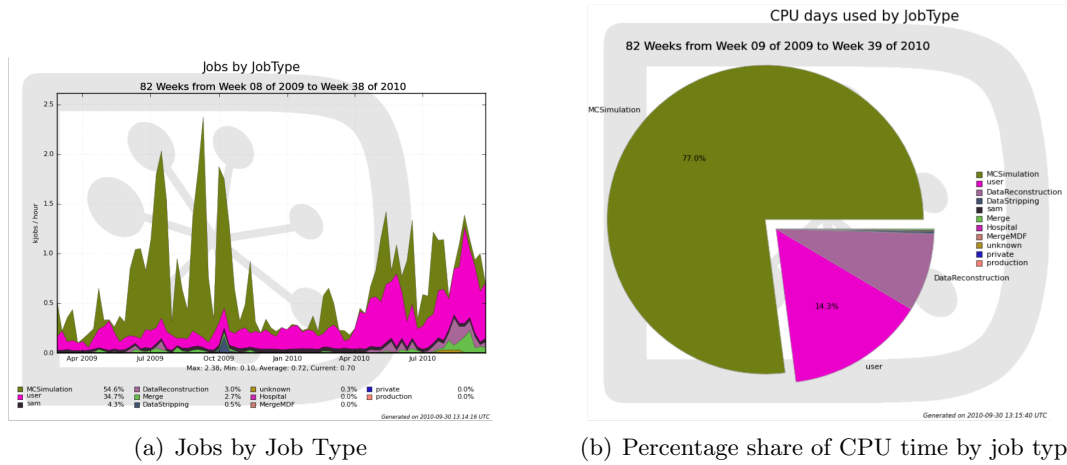 Jobs by JobType
82 Weeks from Week 08 of 2009 to Week 38 of 2010
kjobs / hour
2.5
2.0
1.5
1.0
0.5
0.0
Apr 2009 Jul 2009 Oct 2009 Jan 2010 Apr 2010 Jul 2010
Max: 2.38, Min: 0.10, Average: 0.72, Current: 0.70
MCSimulation 54.6% DataReconstruction 3.0% unknown 0.3% private 0.0%
user 34.7% Merge 2.7% Hospital 0.0% production 0.0%
sam 4.3% DataStripping 0.5% MergeMDF 0.0%
Generated on 2010-09-30 13:14:16 UTC
(a) Jobs by Job Type
CPU days used by JobType
82 Weeks from Week 09 of 2009 to Week 39 of 2010
MCSimulation
77.0%
14.3%
user
DataReconstruction
MCSimulation
user
DataReconstruction
DataStripping
sam
Merge
Hospital
MergeMDF
unknown
private
production
Generated on 2010-09-30 13:15:40 UTC
(b) Percentage share of CPU time by job typ